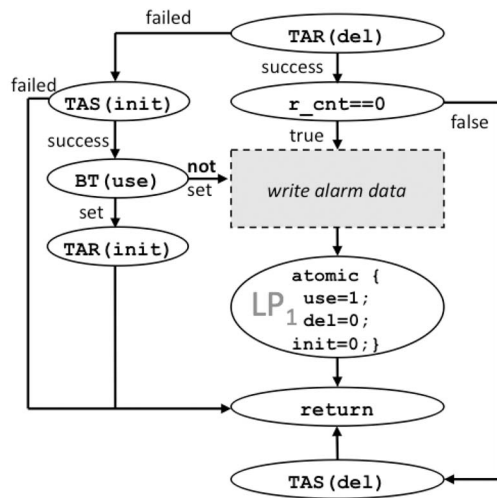 failed
TAR(del)
success
failed
TAS(init)
r_cnt==0
false
success
true
BT(use)
not
set
write alarm data
set
TAR(init)
LP1
atomic {
use=1;
del=0;
init=0;}
return
TAS(del)